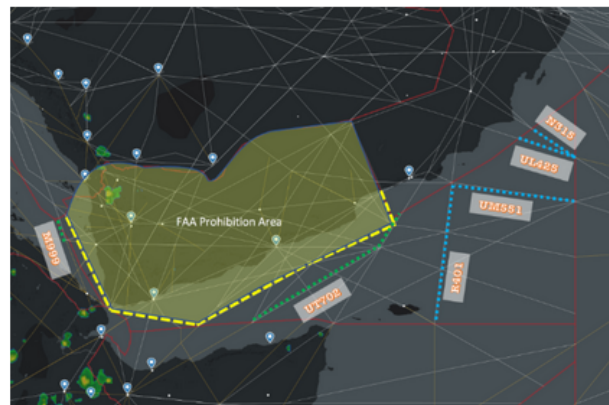 N315
UL425
UM551
FAA Prohibition Area
M999
R401
UT702